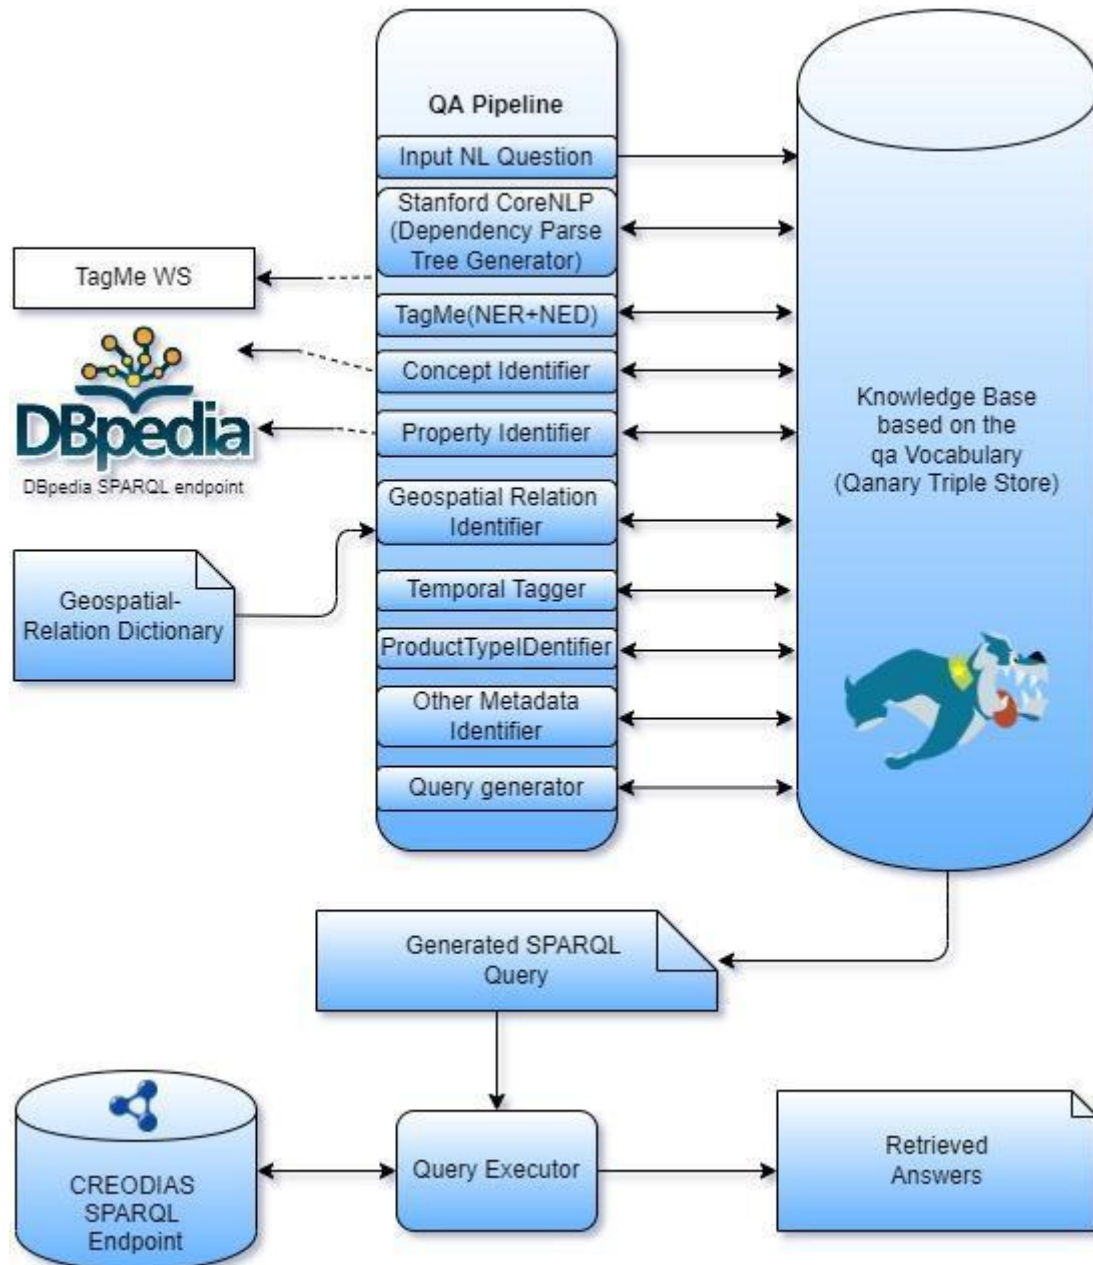 QA Pipeline
Input NL Question
Stanford CoreNLP
(Dependency Parse
Tree Generator)
TagMe WS
TagMe(NER+NED)
Concept Identifier
DBpedia
Property Identifier
DBpedia SPARQL endpoint
Knowledge Base
based on the
qa Vocabulary
(Qanary Triple Store)
Geospatial Relation
Identifier
Geospatial-
Relation Dictionary
Temporal Tagger
ProductTypeIDentifier
Other Metadata
Identifier
Query generator
Generated SPARQL
Query
CREODIAS
SPARQL
Endpoint
Query Executor
Retrieved
Answers